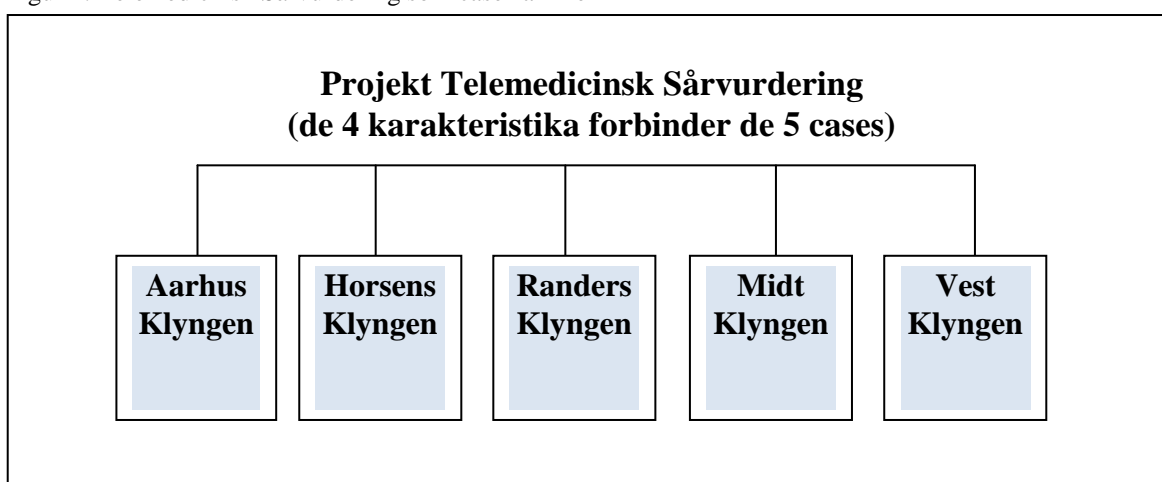 Projekt Telemedicinsk Sårvurdering
(de 4 karakteristika forbinder de 5 cases)
Aarhus
Klyngen
Horsens
Klyngen
Randers
Klyngen
Midt
Klyngen
Vest
Klyngen